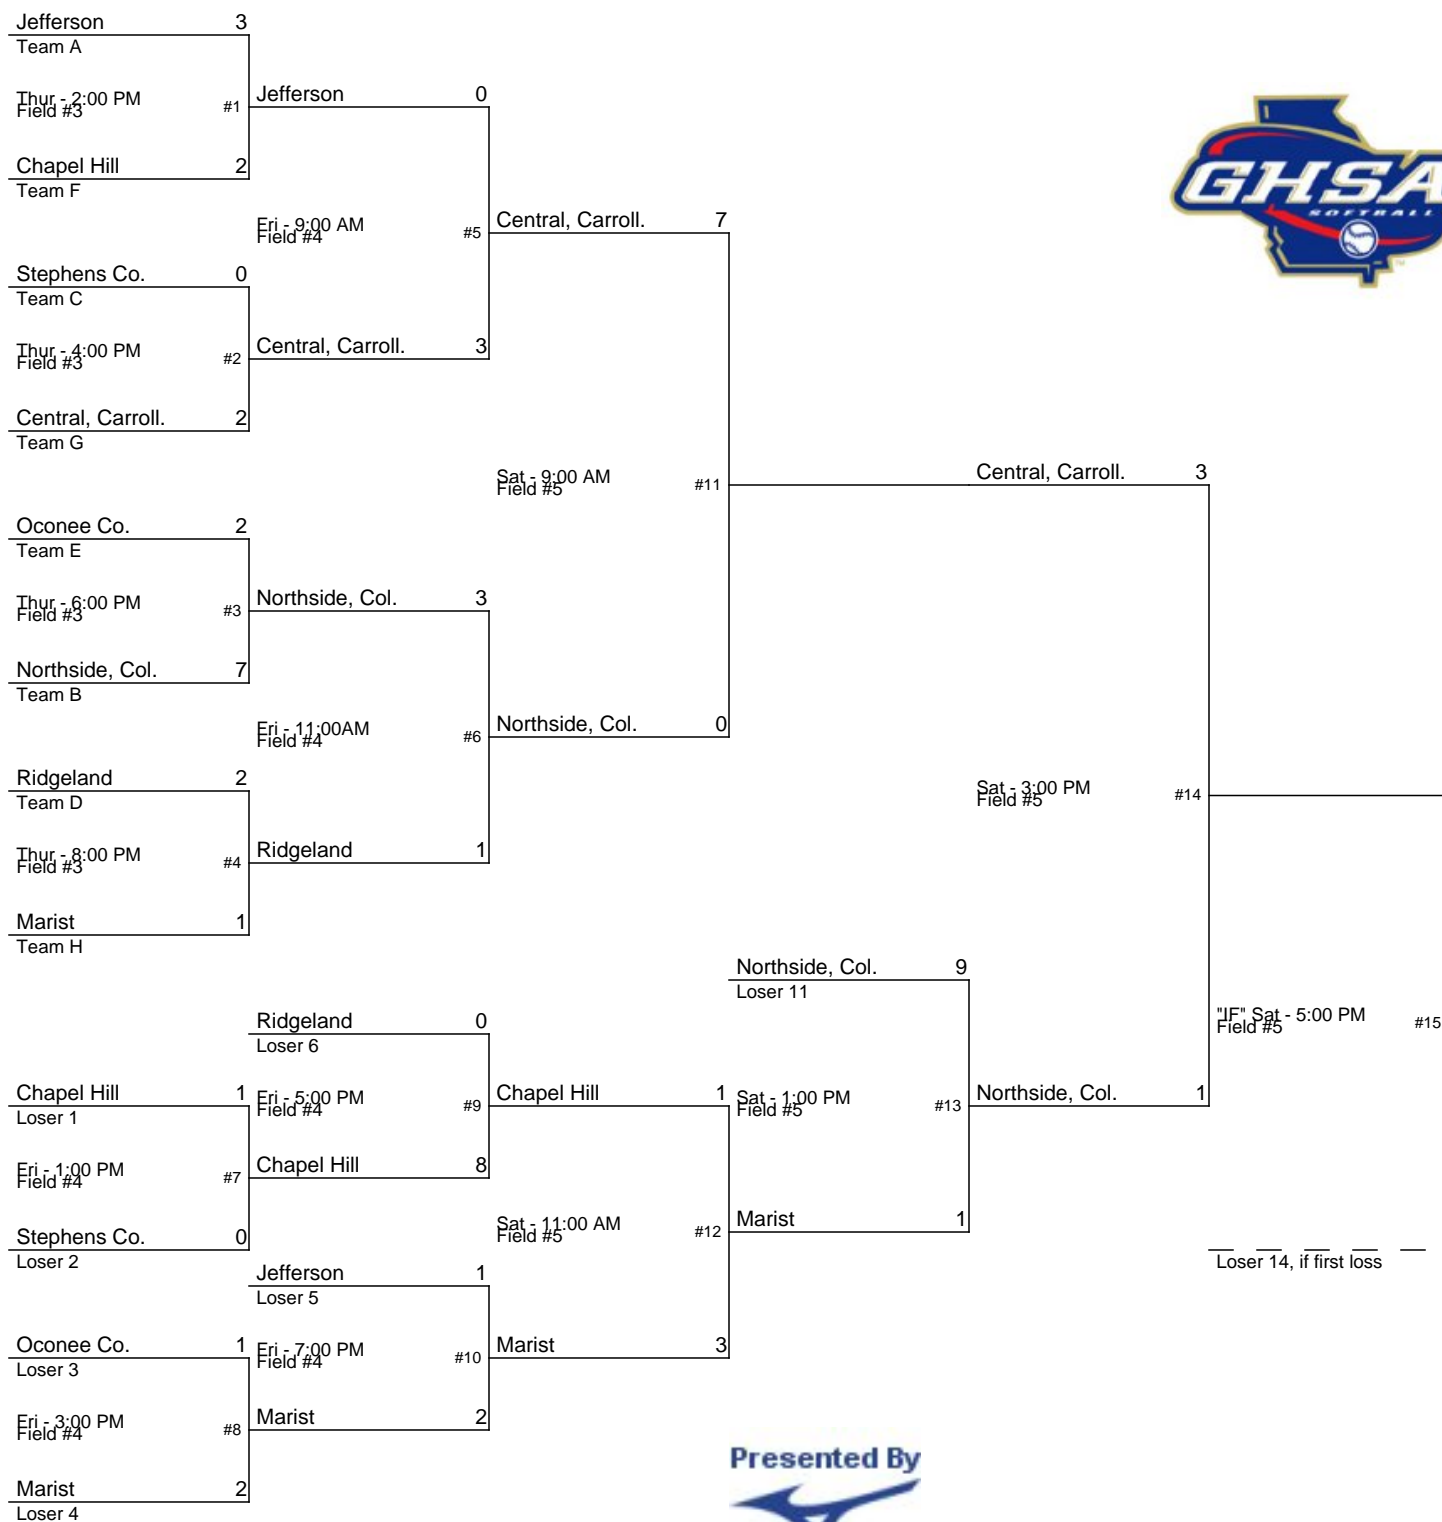 Jefferson 3
Team A
Thur - 2:00 PM
Field #3
#1
Jefferson 0
Chapel Hill 2
Team F
Fri - 9:00 AM
Field #4
#5
Central, Carroll. 7
Stephens Co. 0
Team C
Thur - 4:00 PM
Field #3
#2
Central, Carroll. 3
Central, Carroll. 2
Team G
Sat - 9:00 AM
Field #5
#11
Central, Carroll. 3
Oconee Co. 2
Team E
Thur - 6:00 PM
Field #3
#3
Northside, Col. 3
Northside, Col. 7
Team B
Fri - 11:00AM
Field #4
#6
Northside, Col. 0
Ridgeland 2
Team D
Sat - 3:00 PM
Field #5
#14
Thur - 8:00 PM
Field #3
#4
Ridgeland 1
Marist 1
Team H
Northside, Col. 9
Loser 11
Ridgeland 0
Loser 6
"IF" Sat - 5:00 PM
Field #5
#15
Chapel Hill 1
Loser 1
Fri - 5:00 PM
Field #4
#9
Chapel Hill 1
Sat - 1:00 PM
Field #5
#13
Northside, Col. 1
Fri - 1:00 PM
Field #4
#7
Chapel Hill 8
Stephens Co. 0
Loser 2
Sat - 11:00 AM
Field #5
#12
Marist 1
Loser 14, if first loss
Jefferson 1
Loser 5
Oconee Co. 1
Loser 3
Fri - 7:00 PM
Field #4
#10
Marist 3
Fri - 3:00 PM
Field #4
#8
Marist 2
Marist 2
Loser 4
GHSA
SOFTBALL
TM
Presented By